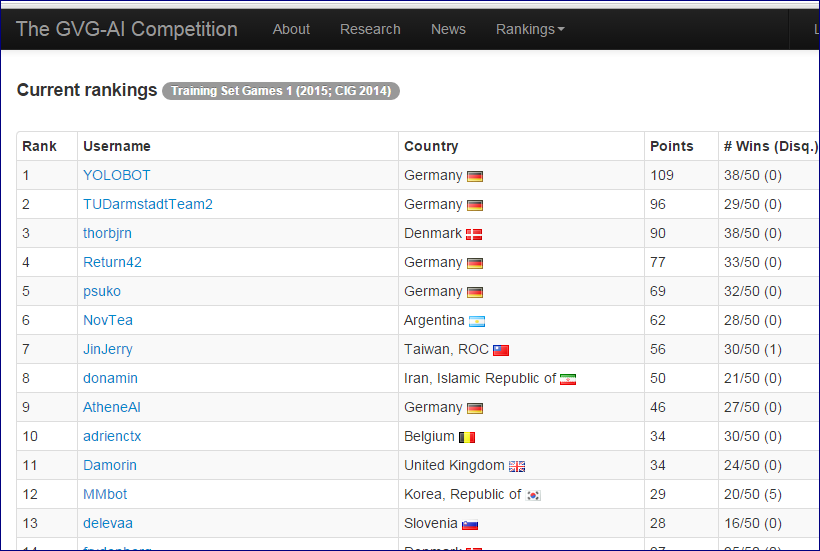 The GVG-AI Competition About Research News Rankings
Current rankings Training Set Games 1 (2015; CIG 2014)
Rank Username Country Points # Wins (Disq.)
1 YOLOBOT Germany 109 38/50 (0)
2 TUDarmstadtTeam2 Germany 96 29/50 (0)
3 thorbjrn Denmark 90 38/50 (0)
4 Return42 Germany 77 33/50 (0)
5 psuko Germany 69 32/50 (0)
6 NovTea Argentina 62 28/50 (0)
7 JinJerry Taiwan, ROC 56 30/50 (1)
8 donamin Iran, Islamic Republic of 50 21/50 (0)
9 AtheneAI Germany 46 27/50 (0)
10 adrienctx Belgium 34 30/50 (0)
11 Damorin United Kingdom 34 24/50 (0)
12 MMbot Korea, Republic of 29 20/50 (5)
13 delevaa Slovenia 28 16/50 (0)